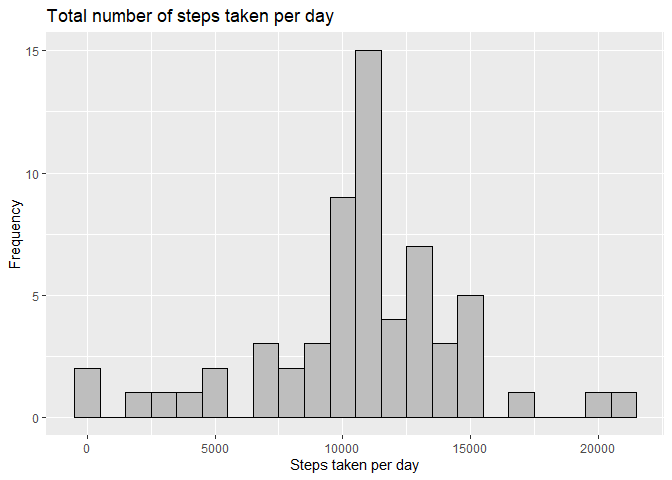 Total number of steps taken per day
Frequency
15
10
5
0
0 5000 10000 15000 20000
Steps taken per day